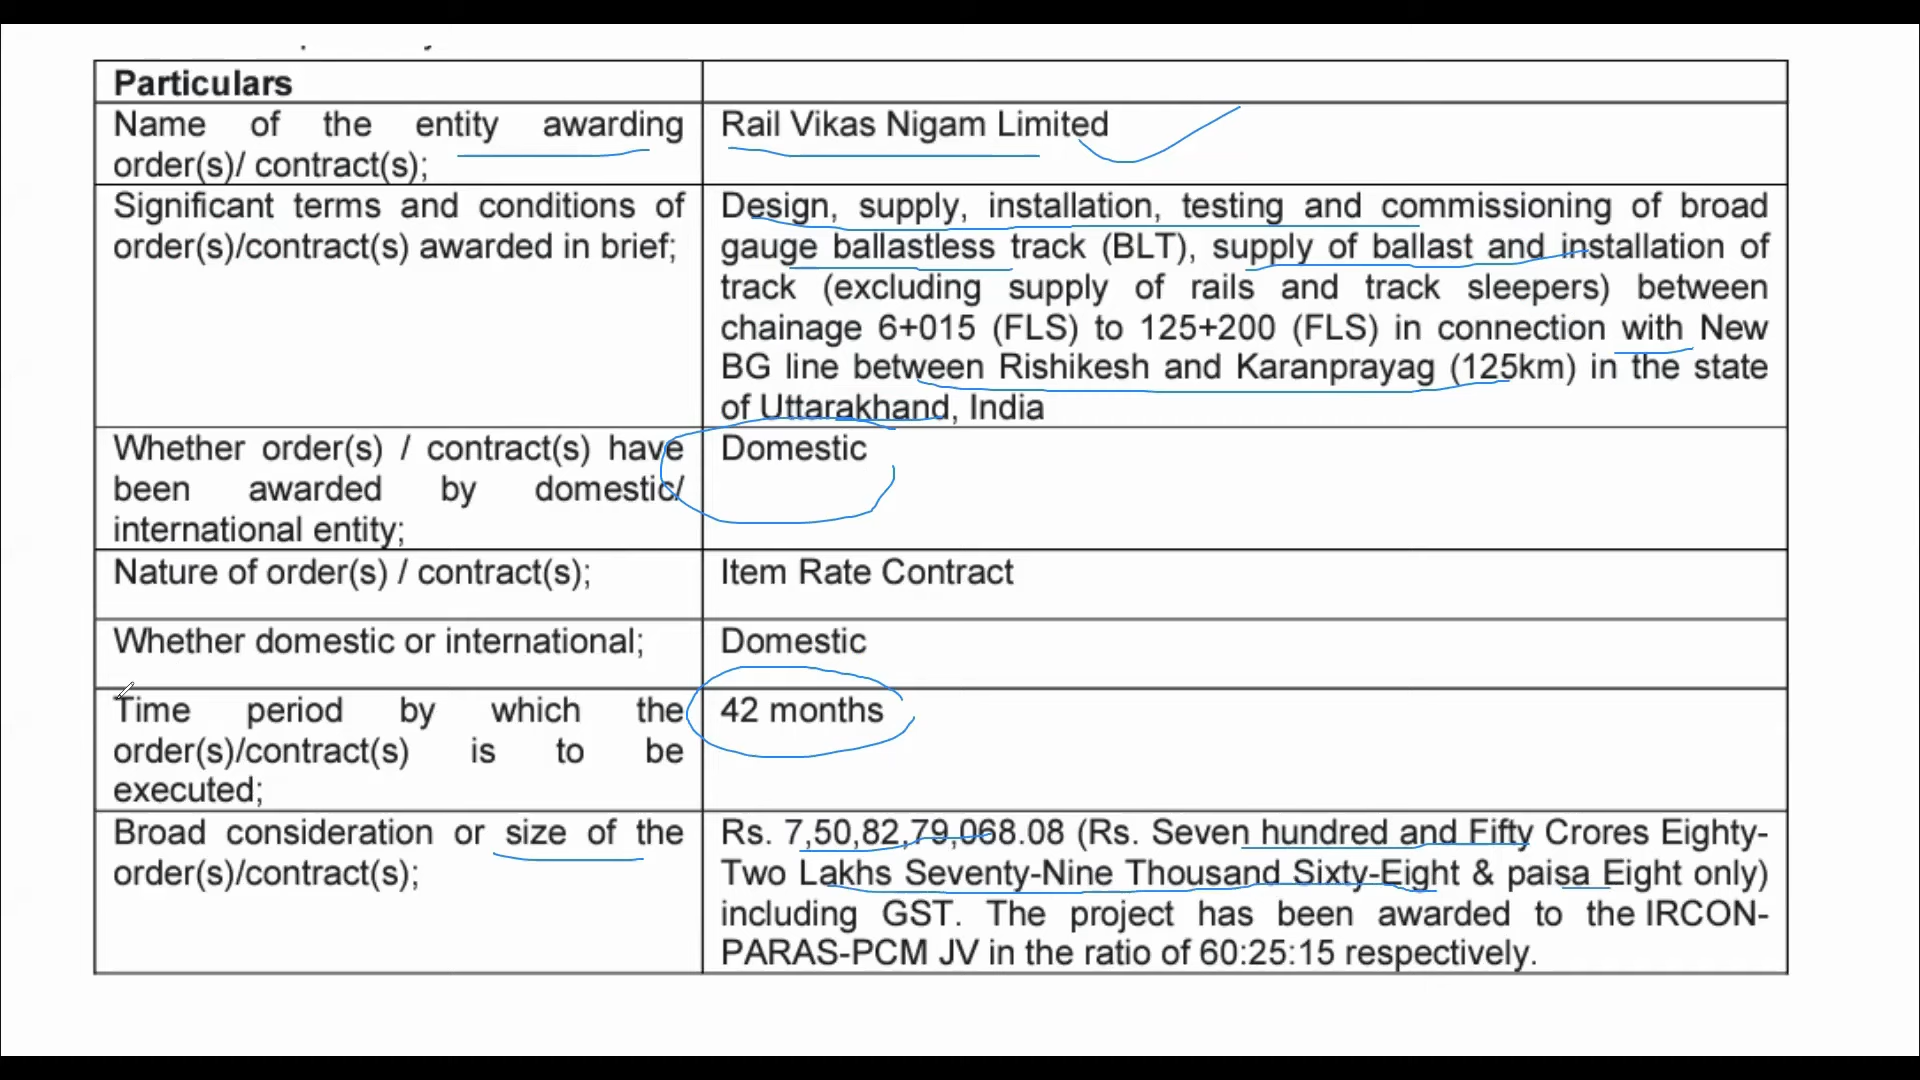 Particulars
Name of the entity awarding
order(s)/ contract(s);
Rail Vikas Nigam Limited
Significant terms and conditions of
order(s)/contract(s) awarded in brief;
Design, supply, installation, testing and commissioning of broad
gauge ballastless track (BLT), supply of ballast and installation of
track (excluding supply of rails and track sleepers) between
chainage 6+015 (FLS) to 125+200 (FLS) in connection with New
BG line between Rishikesh and Karanprayag (125km) in the state
of Uttarakhand, India
Whether order(s) / contract(s) have
been awarded by domestic/
international entity;
Domestic
Nature of order(s) / contract(s);
Item Rate Contract
Whether domestic or international;
Domestic
Time period by which the
order(s)/contract(s) is to be
executed;
42 months
Broad consideration or size of the
order(s)/contract(s);
Rs. 7,50,82,79,068.08 (Rs. Seven hundred and Fifty Crores Eighty-
Two Lakhs Seventy-Nine Thousand Sixty-Eight & paisa Eight only)
including GST. The project has been awarded to the IRCON-
PARAS-PCM JV in the ratio of 60:25:15 respectively.